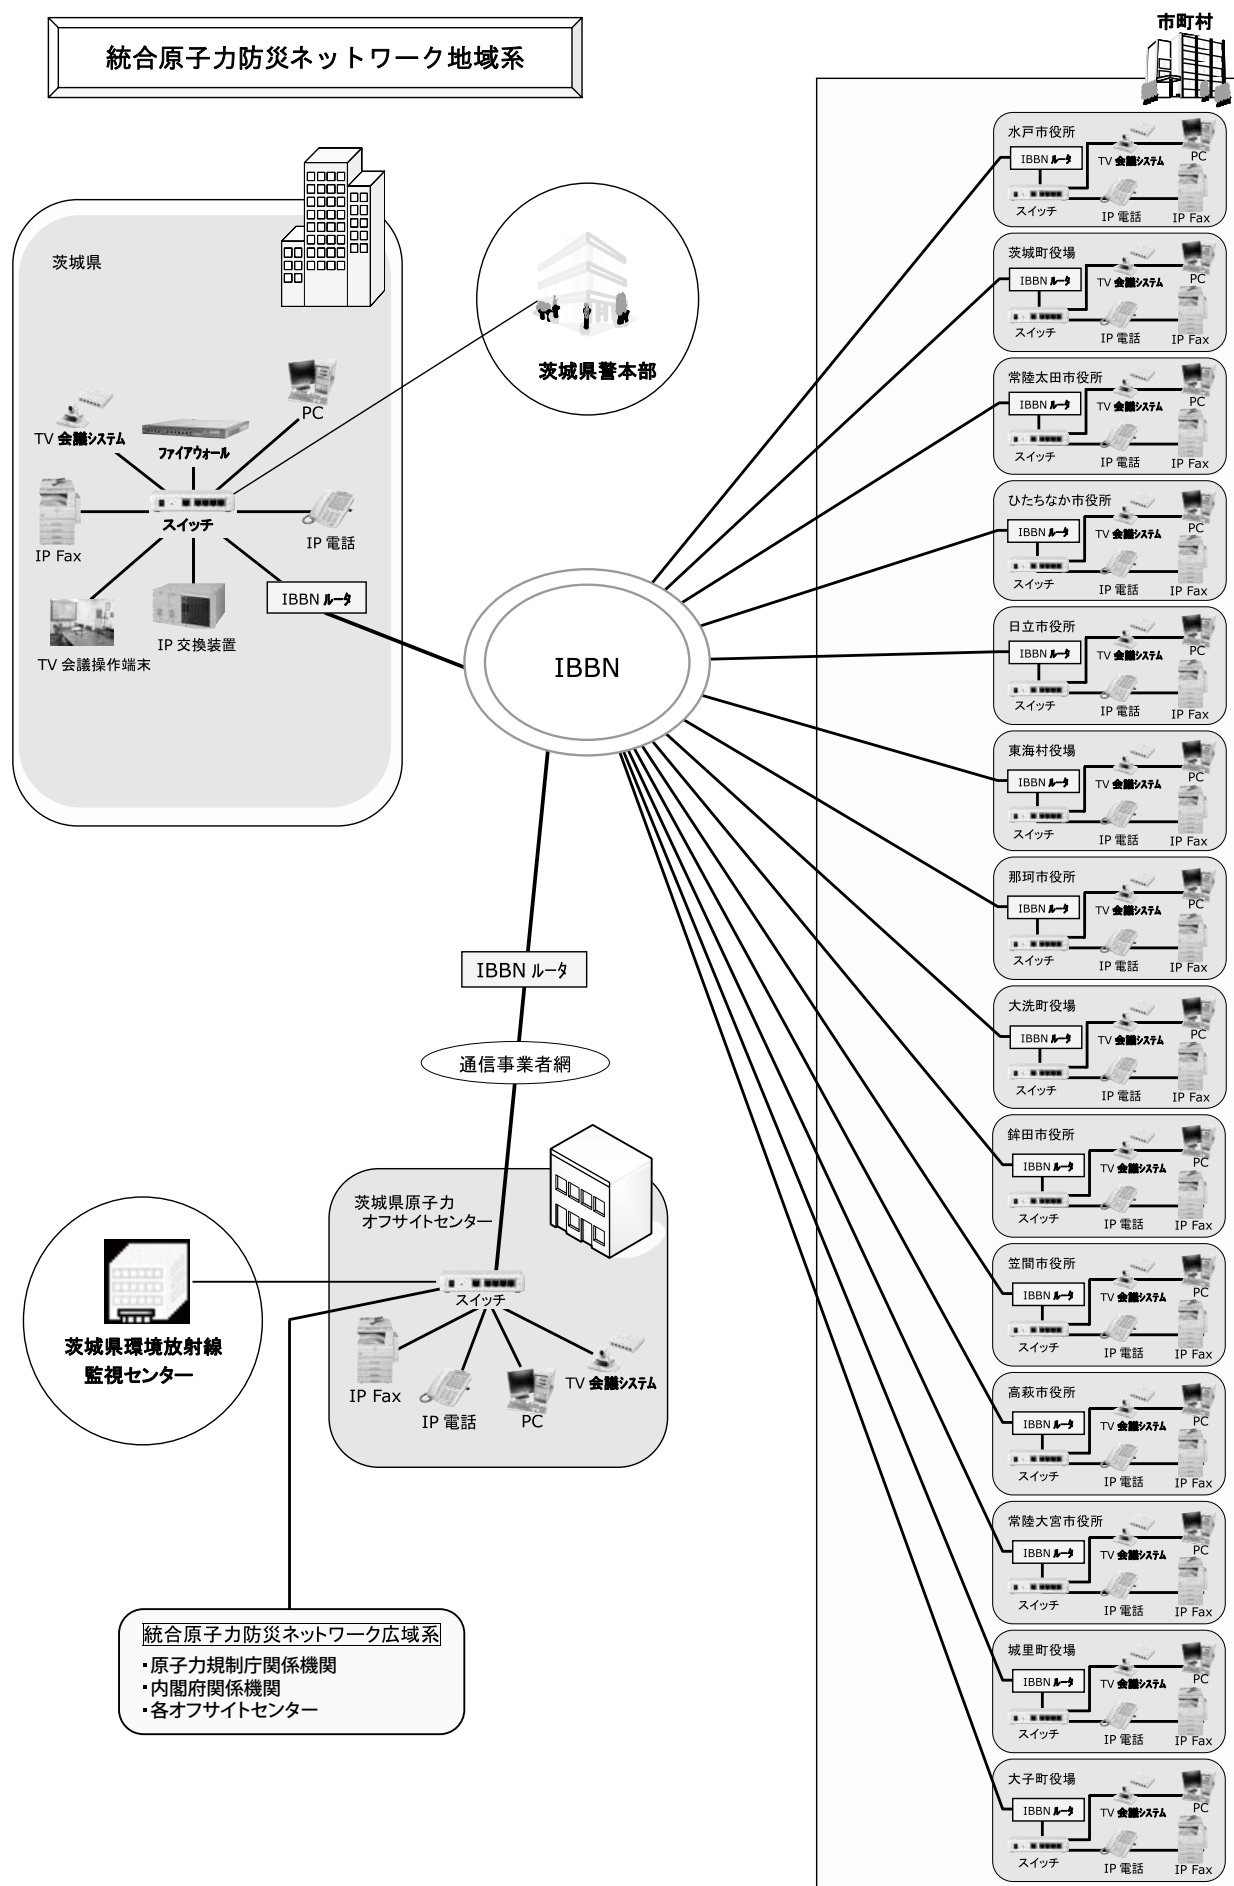 統合原子力防災ネットワーク地域系
市町村
茨城県
TV 会議システム
ファイアウォール
PC
スイッチ
IP Fax
IP 電話
IBBN ルータ
TV 会議操作端末
IP 交換装置
茨城県警本部
IBBN
IBBN ルータ
通信事業者網
茨城県原子力
オフサイトセンター
スイッチ
IP Fax
IP 電話
PC
TV 会議システム
茨城県環境放射線
監視センター
統合原子力防災ネットワーク広域系
・原子力規制庁関係機関
・内閣府関係機関
・各オフサイトセンター
水戸市役所
IBBN ルータ
TV 会議システム
PC
スイッチ
IP 電話
IP Fax
茨城町役場
IBBN ルータ
TV 会議システム
PC
スイッチ
IP 電話
IP Fax
常陸太田市役所
IBBN ルータ
TV 会議システム
PC
スイッチ
IP 電話
IP Fax
ひたちなか市役所
IBBN ルータ
TV 会議システム
PC
スイッチ
IP 電話
IP Fax
日立市役所
IBBN ルータ
TV 会議システム
PC
スイッチ
IP 電話
IP Fax
東海村役場
IBBN ルータ
TV 会議システム
PC
スイッチ
IP 電話
IP Fax
那珂市役所
IBBN ルータ
TV 会議システム
PC
スイッチ
IP 電話
IP Fax
大洗町役場
IBBN ルータ
TV 会議システム
PC
スイッチ
IP 電話
IP Fax
鉾田市役所
IBBN ルータ
TV 会議システム
PC
スイッチ
IP 電話
IP Fax
笠間市役所
IBBN ルータ
TV 会議システム
PC
スイッチ
IP 電話
IP Fax
高萩市役所
IBBN ルータ
TV 会議システム
PC
スイッチ
IP 電話
IP Fax
常陸大宮市役所
IBBN ルータ
TV 会議システム
PC
スイッチ
IP 電話
IP Fax
城里町役場
IBBN ルータ
TV 会議システム
PC
スイッチ
IP 電話
IP Fax
大子町役場
IBBN ルータ
TV 会議システム
PC
スイッチ
IP 電話
IP Fax